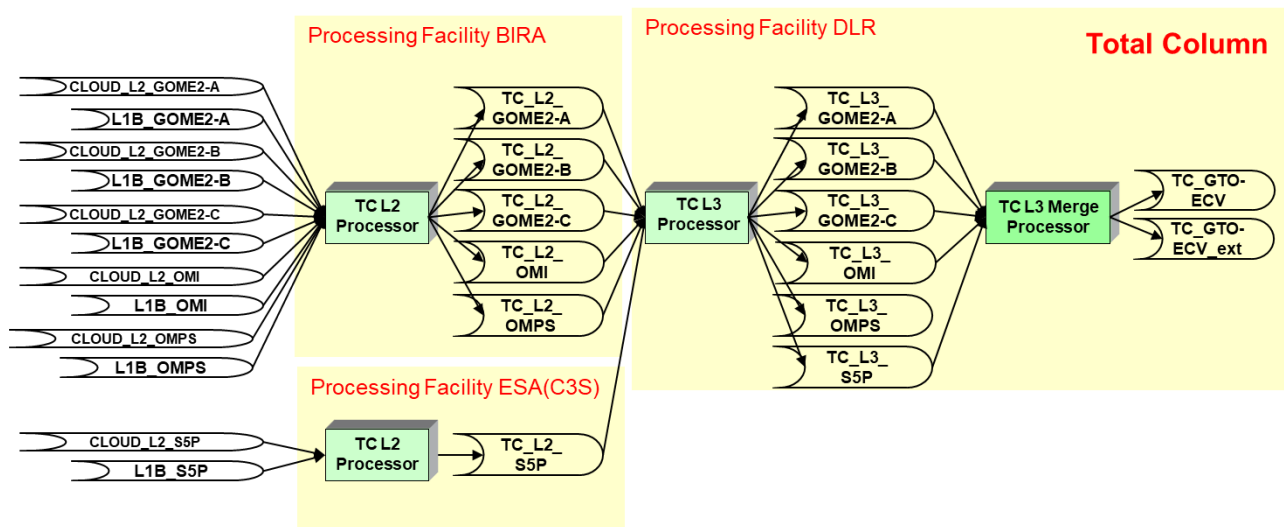 Processing Facility BIRA
Processing Facility DLR
Total Column
CLOUD_L2_GOME2-A
L1B_GOME2-A
CLOUD_L2_GOME2-B
L1B_GOME2-B
CLOUD_L2_GOME2-C
L1B_GOME2-C
CLOUD_L2_OMI
L1B_OMI
CLOUD_L2_OMPS
L1B_OMPS
TC L2
Processor
TC_L2_
GOME2-A
TC_L2_
GOME2-B
TC_L2_
GOME2-C
TC_L2_
OMI
TC_L2_
OMPS
TC L3
Processor
TC_L3_
GOME2-A
TC_L3_
GOME2-B
TC_L3_
GOME2-C
TC_L3_
OMI
TC_L3_
OMPS
TC_L3_
S5P
TC L3 Merge
Processor
TC_GTO-
ECV
TC_GTO-
ECV_ext
Processing Facility ESA(C3S)
CLOUD_L2_S5P
L1B_S5P
TC L2
Processor
TC_L2_
S5P